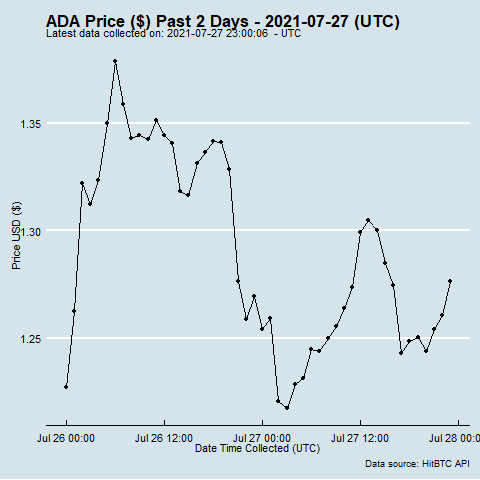 ADA Price ($) Past 2 Days - 2021-07-27 (UTC)
Latest data collected on: 2021-07-27 23:00:06  - UTC
1.35
1.30
1.25
Price USD ($)
Jul 26 00:00 Jul 26 12:00 Jul 27 00:00 Jul 27 12:00 Jul 28 00:00
Date Time Collected (UTC)
Data source: HitBTC API